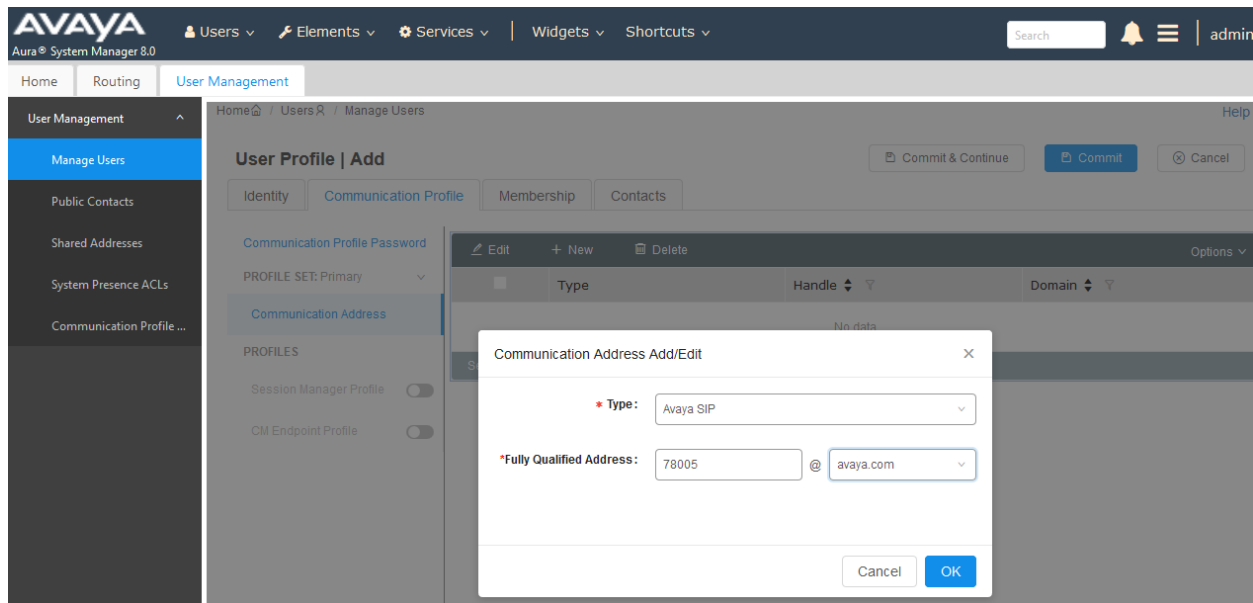 AVAYA
Aura® System Manager 8.0
Users Elements Services | Widgets Shortcuts Search admin
Home Routing User Management
User Management
Manage Users
Public Contacts
Shared Addresses
System Presence ACLs
Communication Profile ...
Home / Users / Manage Users Help
User Profile | Add Commit & Continue Commit Cancel
Identity Communication Profile Membership Contacts
Communication Profile Password
PROFILE SET: Primary
Communication Address
PROFILES
Session Manager Profile
CM Endpoint Profile
Edit + New Delete Options
Type Handle Domain
No data
Communication Address Add/Edit
* Type: Avaya SIP
*Fully Qualified Address: 78005 @ avaya.com
Cancel OK